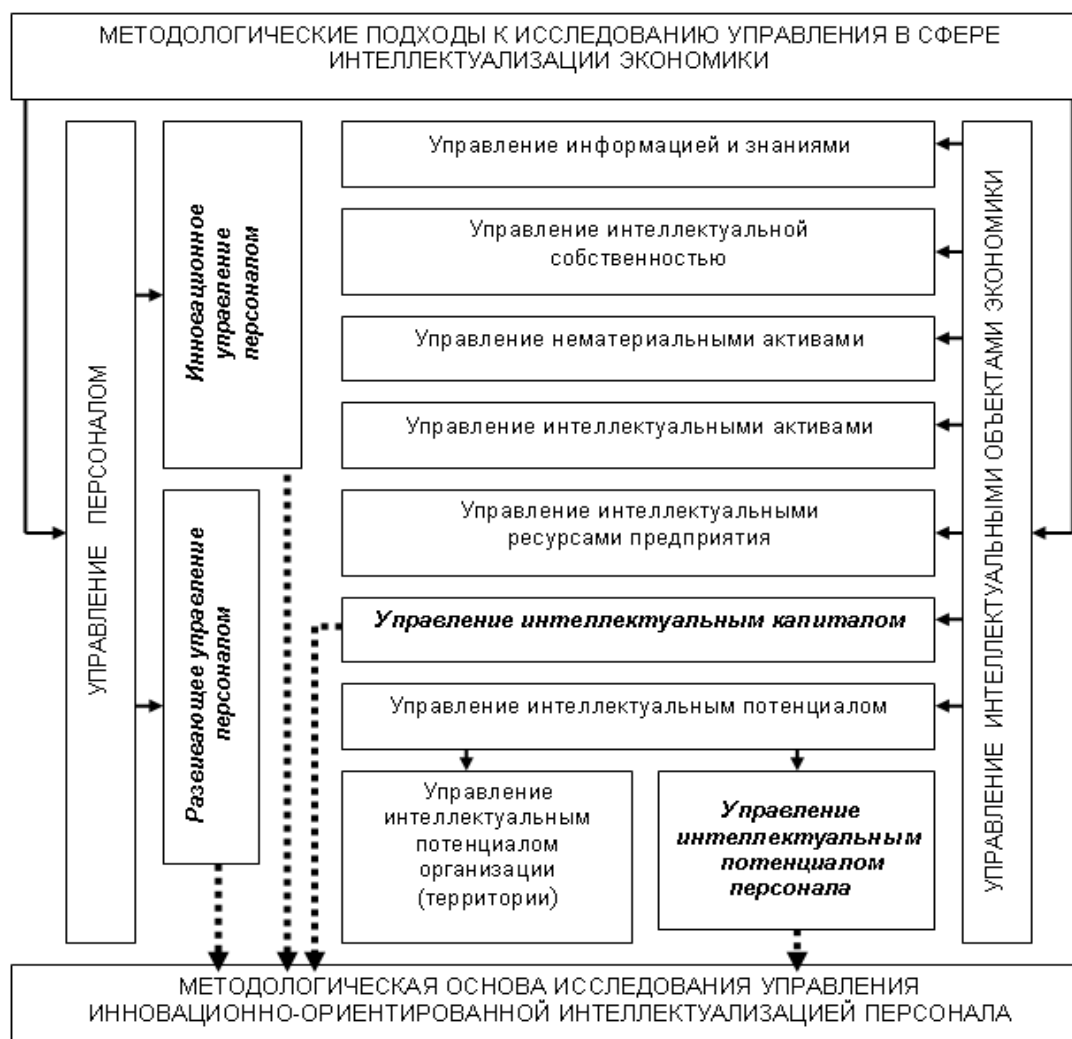 МЕТОДОЛОГИЧЕСКИЕ ПОДХОДЫ К ИССЛЕДОВАНИЮ УПРАВЛЕНИЯ В СФЕРЕ
ИНТЕЛЛЕКТУАЛИЗАЦИИ ЭКОНОМИКИ
УПРАВЛЕНИЕ ПЕРСОНАЛОМ
Инновационное
управление
персоналом
Развивающее управление
персоналом
Управление информацией и знаниями
Управление интеллектуальной
собственностью
Управление нематериальными активами
Управление интеллектуальными активами
Управление интеллектуальными
ресурсами предприятия
Управление интеллектуальным капиталом
Управление интеллектуальным потенциалом
Управление
интеллектуальным
потенциалом
организации
(территории)
Управление
интеллектуальным
потенциалом
персонала
УПРАВЛЕНИЕ ИНТЕЛЛЕКТУАЛЬНЫМИ ОБЪЕКТАМИ ЭКОНОМИКИ
МЕТОДОЛОГИЧЕСКАЯ ОСНОВА ИССЛЕДОВАНИЯ УПРАВЛЕНИЯ
ИННОВАЦИОННО-ОРИЕНТИРОВАННОЙ ИНТЕЛЛЕКТУАЛИЗАЦИЕЙ ПЕРСОНАЛА